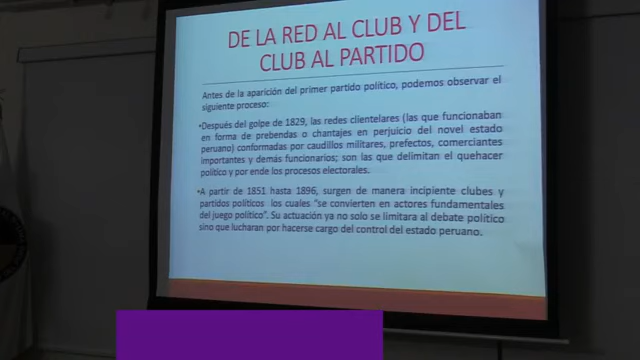 DE LA RED AL CLUB Y DEL
CLUB AL PARTIDO
Antes de la aparición del primer partido político, podemos observar el
siguiente proceso:
•Después del golpe de 1829, las redes clientelares (las que funcionaban
en forma de prebendas o chantajes en perjuicio del novel estado
peruano) conformadas por caudillos militares, prefectos, comerciantes
importantes y demás funcionarios; son las que delimitan el quehacer
político y por ende los procesos electorales.
•A partir de 1851 hasta 1896, surgen de manera incipiente clubes y
partidos políticos los cuales "se convierten en actores fundamentales
del juego político". Su actuación ya no solo se limitara al debate político
sino que lucharan por hacerse cargo del control del estado peruano.